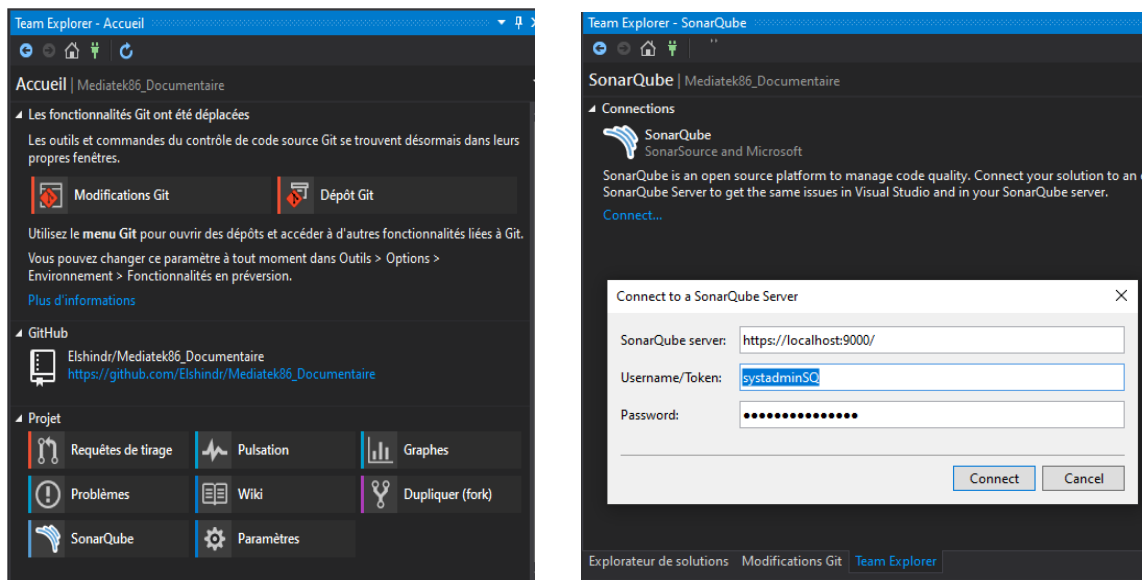 Team Explorer - Accueil
Accueil | Mediatek86_Documentaire
Les fonctionnalités Git ont été déplacées
Les outils et commandes du contrôle de code source Git se trouvent désormais dans leurs
propres fenêtres.
Modifications Git
Dépôt Git
Utilisez le menu Git pour ouvrir des dépôts et accéder à d'autres fonctionnalités liées à Git.
Vous pouvez changer ce paramètre à tout moment dans Outils > Options >
Environnement > Fonctionnalités en préversion.
Plus d'informations
GitHub
Elshindr/Mediatek86_Documentaire
https://github.com/Elshindr/Mediatek86_Documentaire
Projet
Requêtes de tirage
Pulsation
Graphes
Problèmes
Wiki
Dupliquer (fork)
SonarQube
Paramètres
Team Explorer - SonarQube
SonarQube | Mediatek86_Documentaire
Connections
SonarQube
SonarSource and Microsoft
SonarQube is an open source platform to manage code quality. Connect your solution to an
SonarQube Server to get the same issues in Visual Studio and in your SonarQube server.
Connect...
Connect to a SonarQube Server
SonarQube server: https://localhost:9000/
Username/Token: systadminSQ
Password: ●●●●●●●●●●●●●●●
Connect
Cancel
Explorateur de solutions Modifications Git Team Explorer